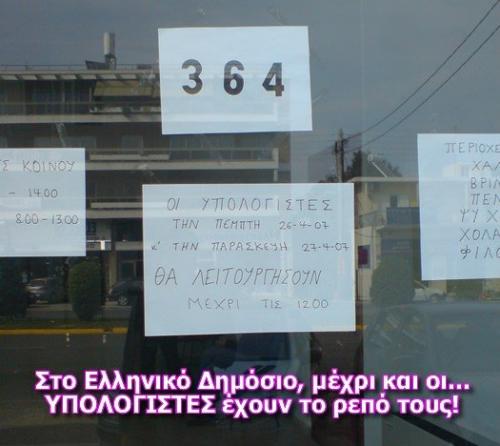 364
Σ ΚΟΙΝΟΥ
- 14.00
8:00-13:00
ΟΙ ΥΠΟΛΟΓΙΣΤΕΣ
ΤΗΝ ΠΕΜΠΤΗ 26-4-07
κ' ΤΗΝ ΠΑΡΑΣΚΕΥΗ 27-4-07
ΘΑ ΛΕΙΤΟΥΡΓΗΣΟΥΝ
ΜΕΧΡΙ ΤΙΣ 12.00
ΠΕΡΙΟΧΕ
ΧΑΛ
ΒΡΙΛ
ΠΕΝ
ΨΥΧ
ΧΟΛΑ
ΦΙΛΟ
Στο Ελληνικό Δημόσιο, μέχρι και οι...
ΥΠΟΛΟΓΙΣΤΕΣ έχουν το ρεπό τους!